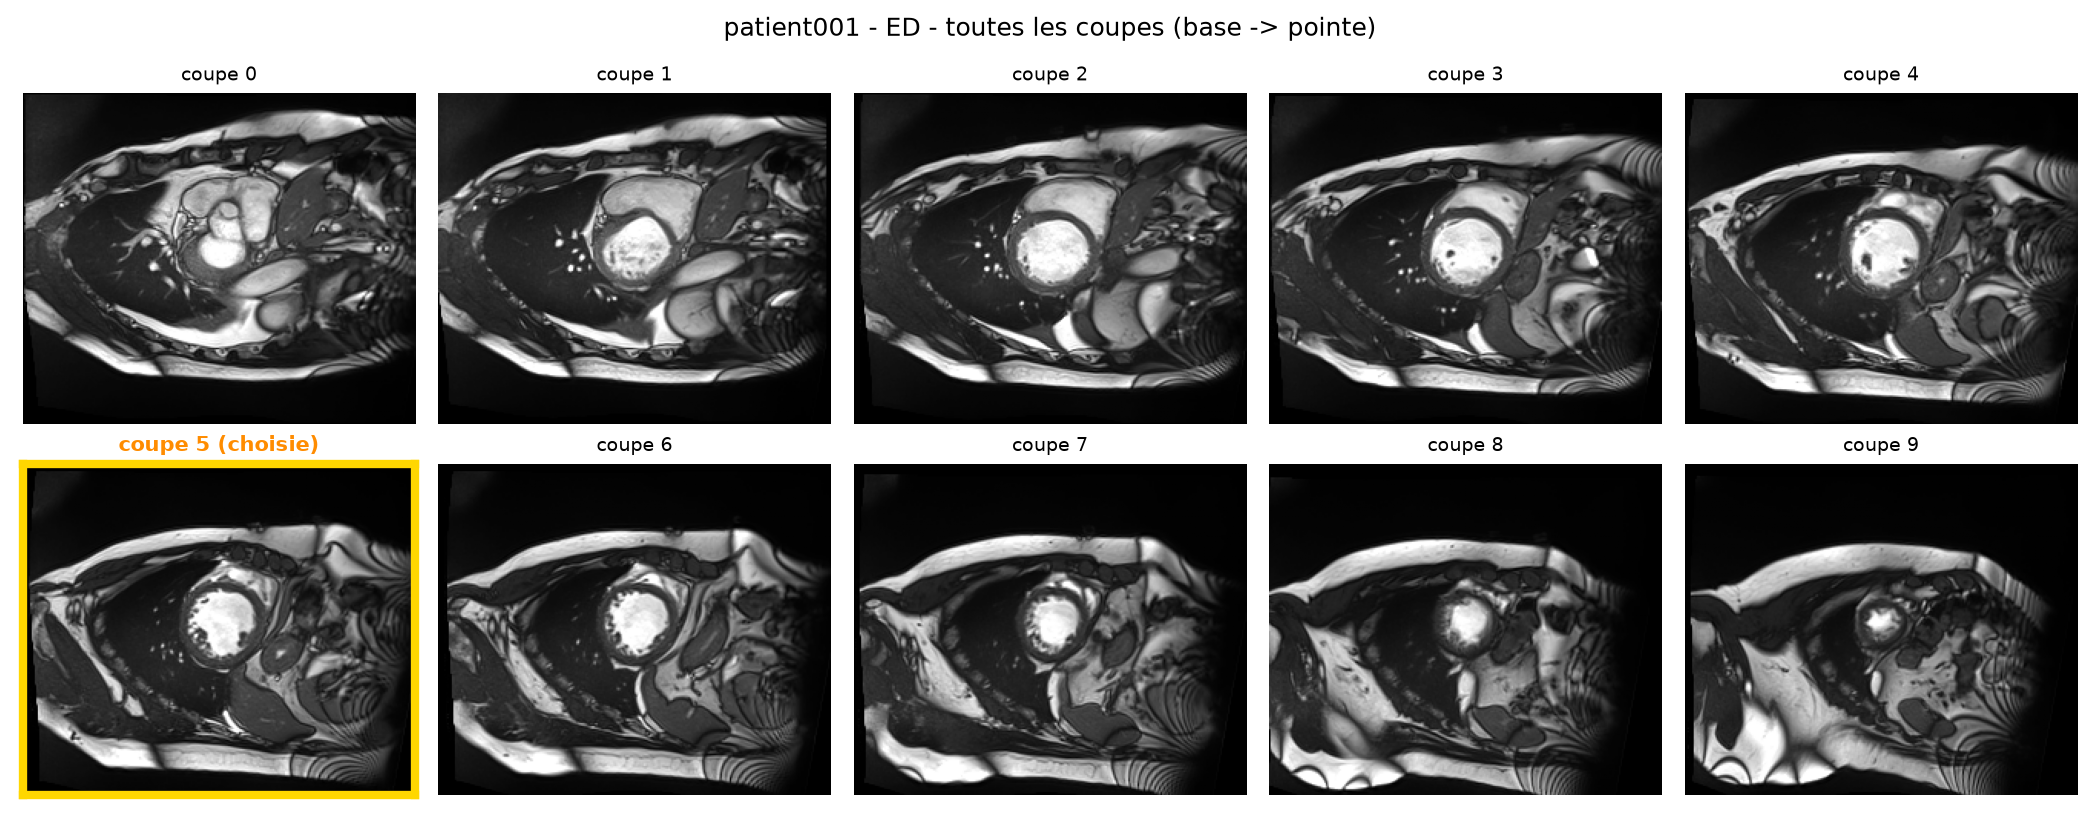 patient001 - ED - toutes les coupes (base -> pointe)
coupe 0
coupe 1
coupe 2
coupe 3
coupe 4
coupe 5 (choisie)
coupe 6
coupe 7
coupe 8
coupe 9